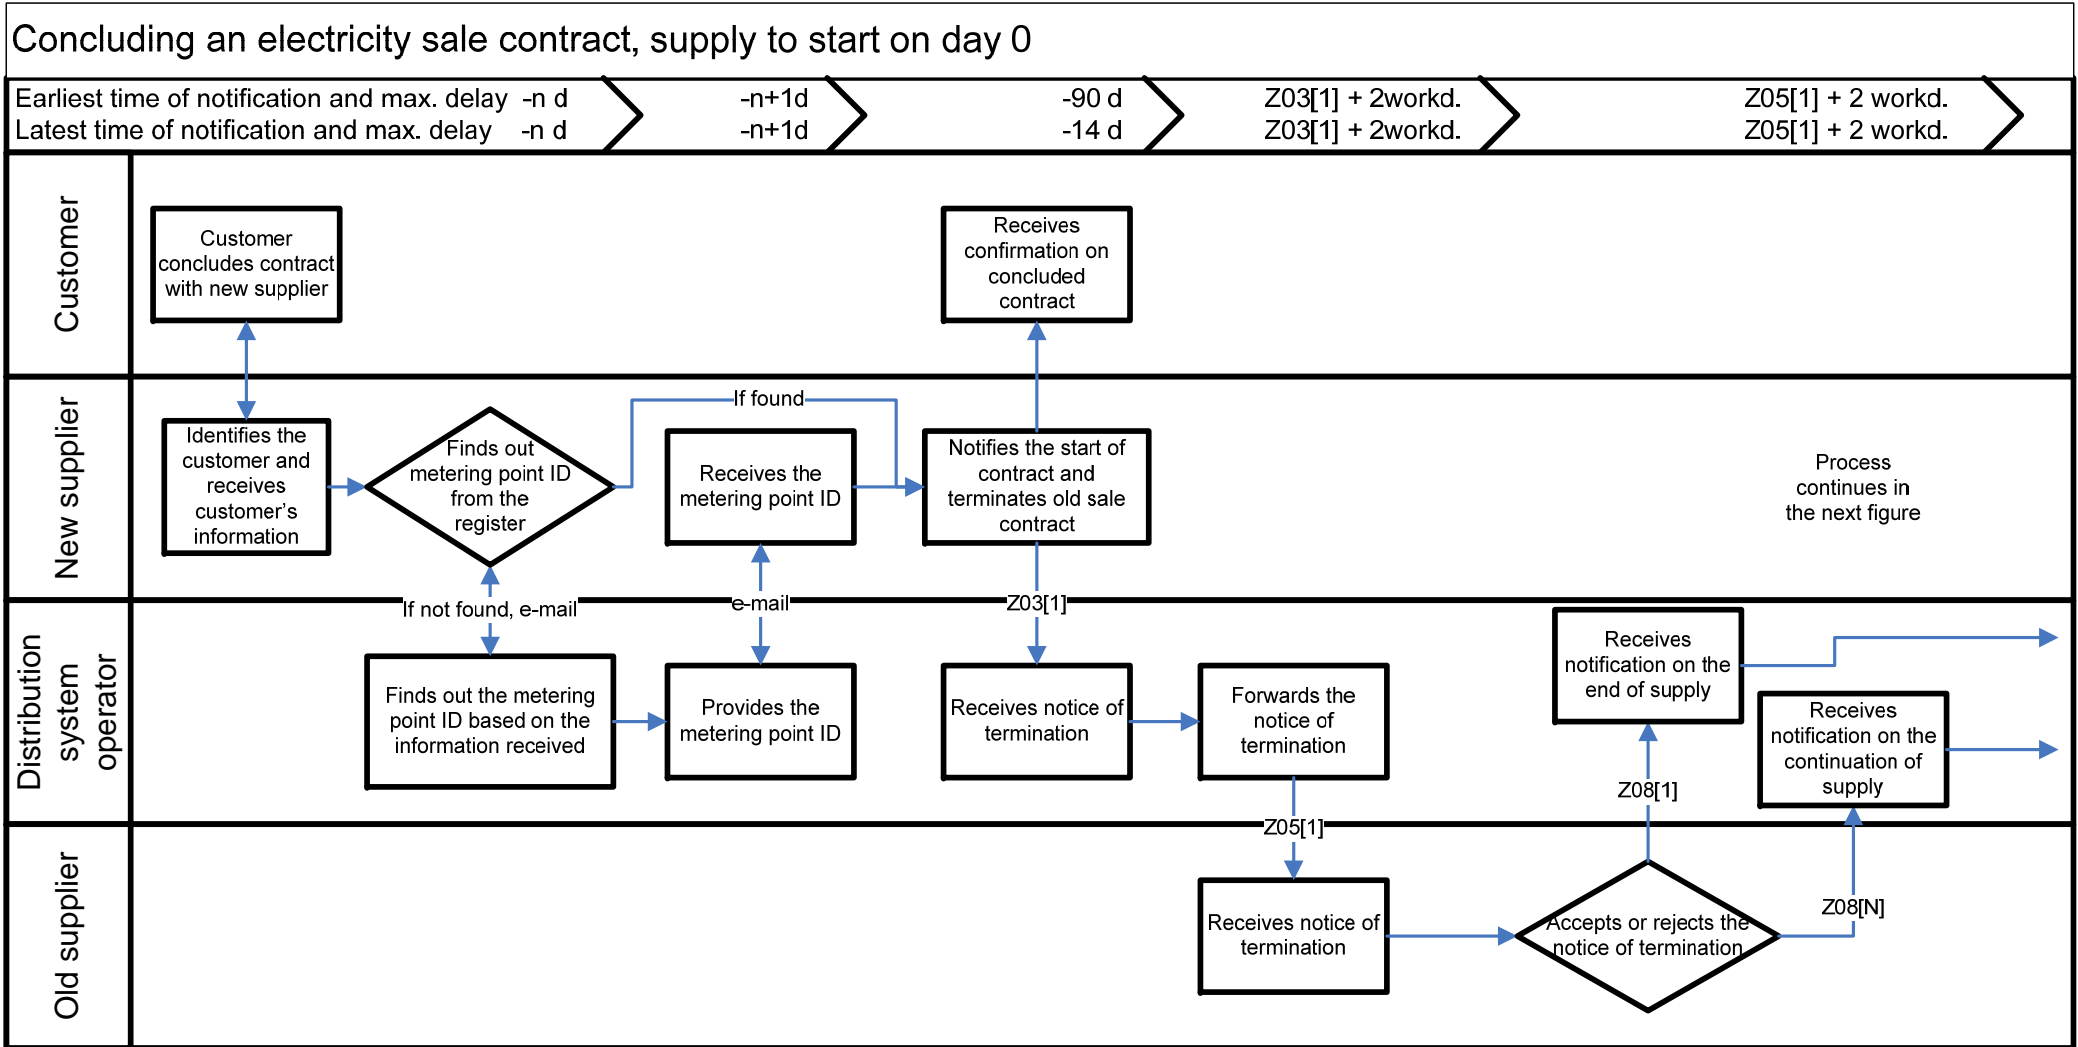 Concluding an electricity sale contract, supply to start on day 0
Earliest time of notification and max. delay -n d
-n+1d
-90 d
Z03[1] + 2workd.
Z05[1] + 2 workd.
Latest time of notification and max. delay -n d
-n+1d
-14 d
Z03[1] + 2workd.
Z05[1] + 2 workd.
Customer
Customer
concludes contract
with new supplier
Receives
confirmation on
concluded
contract
New supplier
Identifies the
customer and
receives
customer’s
information
Finds out
metering point ID
from the
register
If found
Receives the
metering point ID
Notifies the start of
contract and
terminates old sale
contract
Process
continues in
the next figure
If not found, e-mail
e-mail
Z03[1]
Distribution
system
operator
Finds out the metering
point ID based on the
information received
Provides the
metering point ID
Receives notice of
termination
Forwards the
notice of
termination
Receives
notification on the
end of supply
Receives
notification on the
continuation of
supply
Z08[1]
Z05[1]
Z08[N]
Old supplier
Receives notice of
termination
Accepts or rejects the
notice of termination